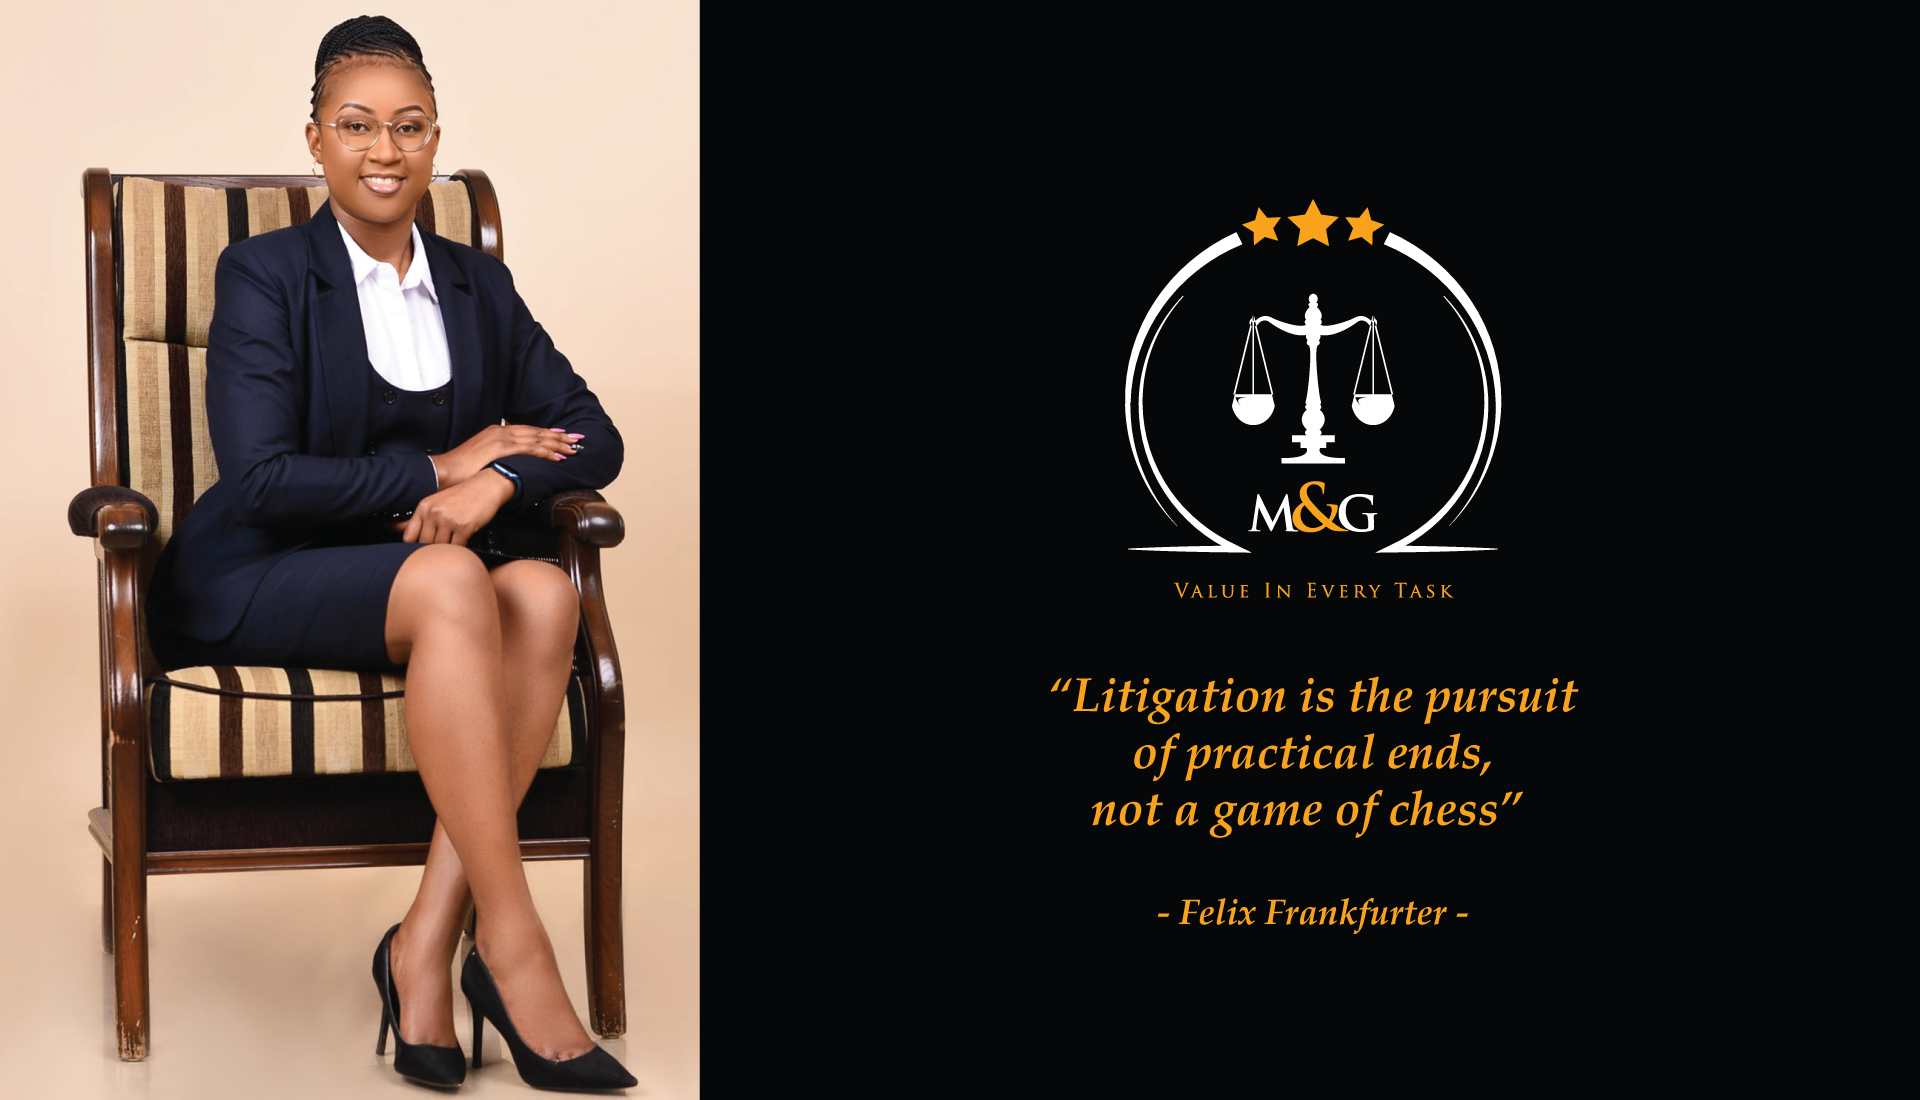 M&G
VALUE IN EVERY TASK
“Litigation is the pursuit
of practical ends,
not a game of chess”
- Felix Frankfurter -